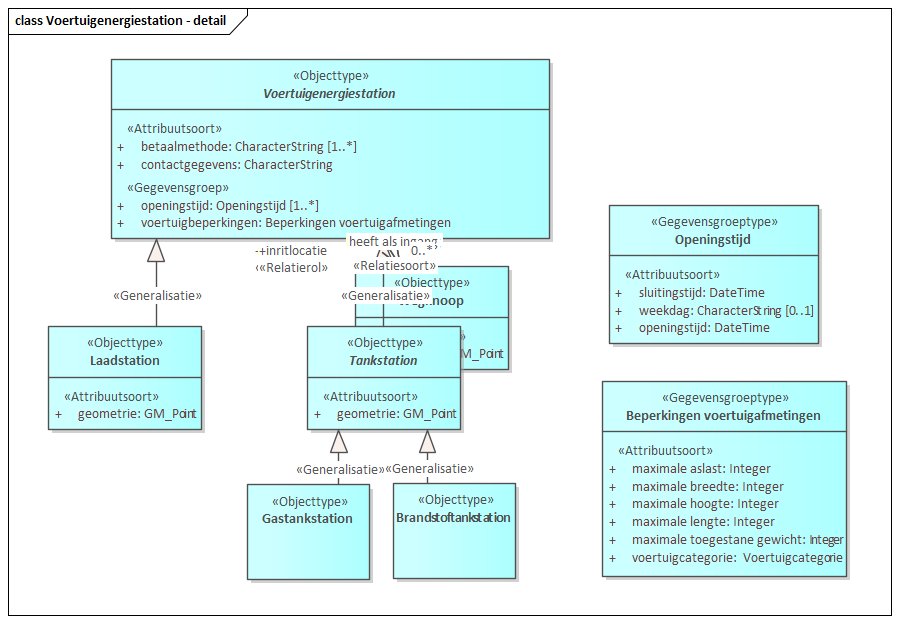 class Voertuigenergiestation - detail
«Objecttype»
Voertuigenergiestation
«Attribuutsoort»
+ betaalmethode: CharacterString [1..*]
+ contactgegevens: CharacterString
«Gegevensgroep»
+ openingstijd: Openingstijd [1..*]
+ voertuigbeperkingen: Beperkingen voertuigafmetingen
+inritlocatie
«Relatierol»
heeft als ingang
0..*
«Relatiesoort»
«Generalisatie»
«Generalisatie»
«Objecttype»
GM_Point
«Objecttype»
Laadstation
«Attribuutsoort»
+ geometrie: GM_Point
«Objecttype»
Tankstation
«Attribuutsoort»
+ geometrie: GM_Point
«Generalisatie»
«Generalisatie»
«Objecttype»
Gastankstation
«Objecttype»
Brandstoftankstation
«Gegevensgroeptype»
Openingstijd
«Attribuutsoort»
+ sluitingstijd: DateTime
+ weekdag: CharacterString [0..1]
+ openingstijd: DateTime
«Gegevensgroeptype»
Beperkingen voertuigafmetingen
«Attribuutsoort»
+ maximale aslast: Integer
+ maximale breedte: Integer
+ maximale hoogte: Integer
+ maximale lengte: Integer
+ maximale toegestane gewicht: Integer
+ voertuigcategorie: Voertuigcategorie